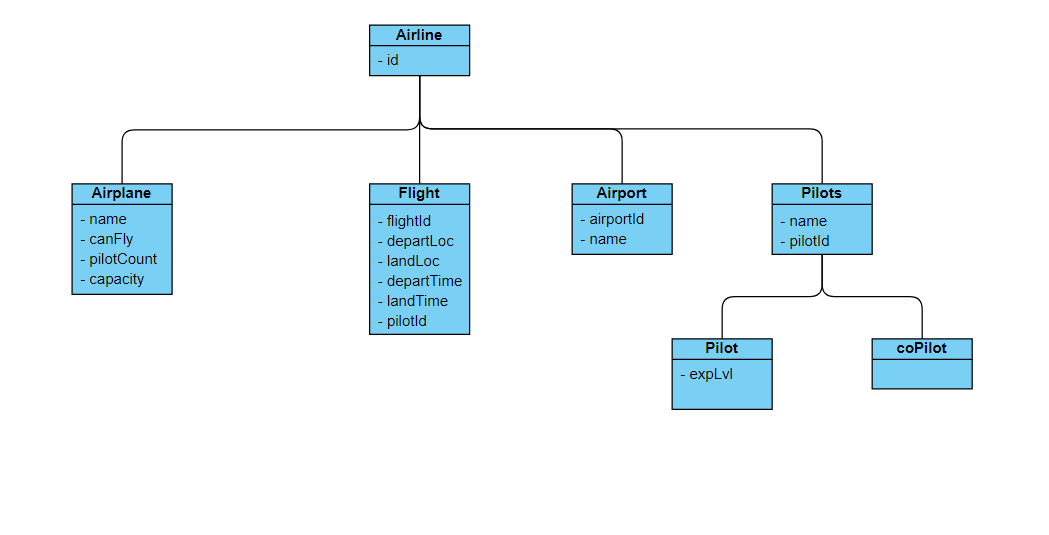 Airline
- id
Airplane
- name
- canFly
- pilotCount
- capacity
Flight
- flightId
- departLoc
- landLoc
- departTime
- landTime
- pilotId
Airport
- airportId
- name
Pilots
- name
- pilotId
Pilot
- expLvl
coPilot